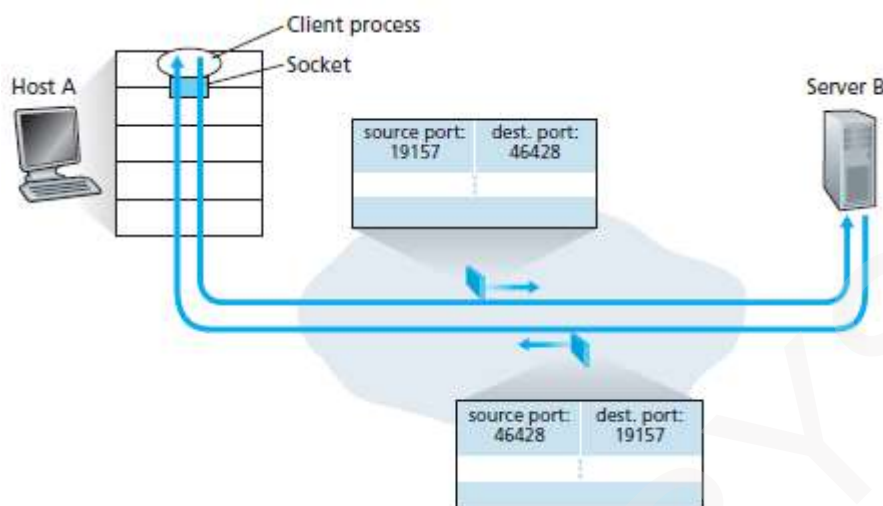 Client process
Socket
Host A
Server B
source port: dest. port:
19157 46428
source port: dest. port:
46428 19157